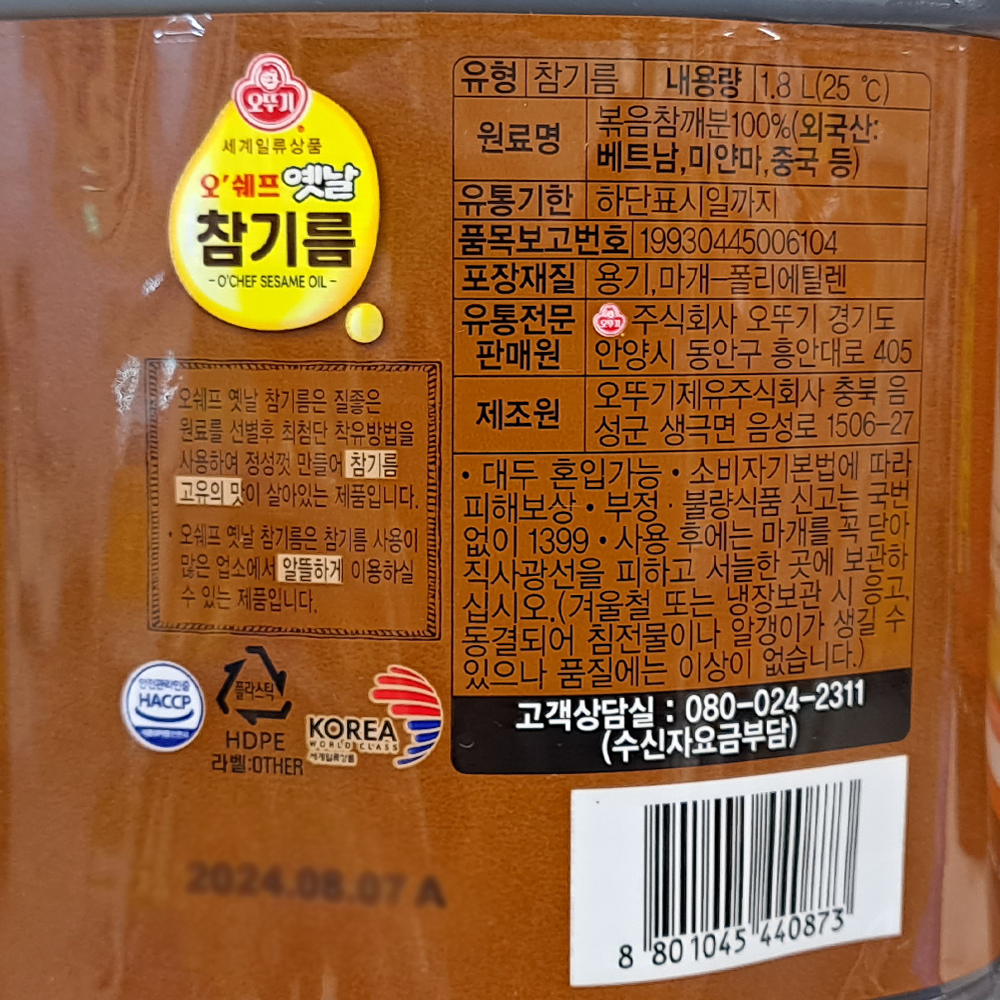 오뚜기
세계일류상품
오'쉐프 옛날
참기름
- O'CHEF SESAME OIL -
오쉐프 옛날 참기름은 질좋은
원료를 선별후 최첨단 착유방법을
사용하여 정성껏 만들어 참기름
고유의 맛이 살아있는 제품입니다.
• 오쉐프 옛날 참기름은 참기름 사용이
많은 업소에서 알뜰하게 이용하실
수 있는 제품입니다.
안전관리인증
HACCP
플라스틱
HDPE
라벨:OTHER
KOREA
WORLD CLASS
세계일류상품
2024.08.07 A
유형 참기름 내용량 1.8 L(25 ℃)
원료명 볶음참깨분100%(외국산:
베트남,미얀마,중국 등)
유통기한 하단표시일까지
품목보고번호 19930445006104
포장재질 용기,마개-폴리에틸렌
유통전문 오뚜기 주식회사 오뚜기 경기도
판매원 안양시 동안구 흥안대로 405
제조원 오뚜기제유주식회사 충북 음
성군 생극면 음성로 1506-27
• 대두 혼입가능 • 소비자기본법에 따라
피해보상 • 부정 · 불량식품 신고는 국번
없이 1399 • 사용 후에는 마개를 꼭 닫아
직사광선을 피하고 서늘한 곳에 보관하
십시오.(겨울철 또는 냉장보관 시 응고,
동결되어 침전물이나 알갱이가 생길 수
있으나 품질에는 이상이 없습니다.)
고객상담실 : 080-024-2311
(수신자요금부담)
8 801045 440873